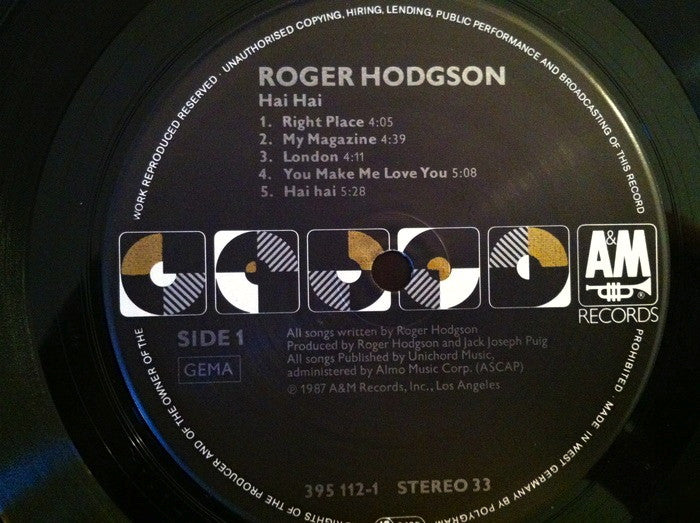 ROGER HODGSON
Hai Hai
1. Right Place 4:05
2. My Magazine 4:39
3. London 4:11
4. You Make Me Love You 5:08
5. Hai hai 5:28
A&M
®
RECORDS
SIDE 1
GEMA
All songs written by Roger Hodgson
Produced by Roger Hodgson and Jack Joseph Puig
All songs Published by Unichord Music,
administered by Almo Music Corp. (ASCAP)
℗ 1987 A&M Records, Inc., Los Angeles
395 112-1 STEREO 33
RIGHTS OF THE PRODUCER AND OF THE OWNER OF THE WORK REPRODUCED RESERVED · UNAUTHORISED COPYING, HIRING, LENDING, PUBLIC PERFORMANCE AND BROADCASTING OF THIS RECORD PROHIBITED · MADE IN WEST GERMANY BY POLYGRAM